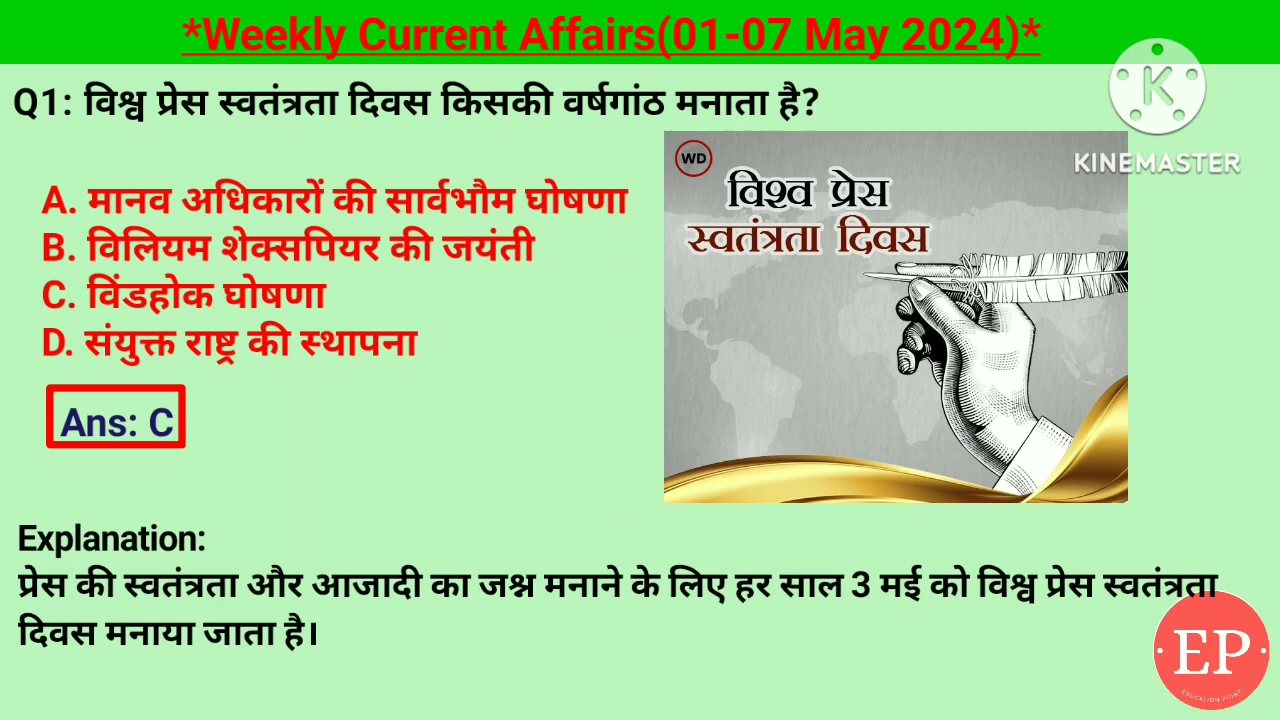 *Weekly Current Affairs(01-07 May 2024)*
Q1: विश्व प्रेस स्वतंत्रता दिवस किसकी वर्षगांठ मनाता है?
K
KINEMASTER
WD
विश्व प्रेस
स्वतंत्रता दिवस
A. मानव अधिकारों की सार्वभौम घोषणा
B. विलियम शेक्सपियर की जयंती
C. विंडहोक घोषणा
D. संयुक्त राष्ट्र की स्थापना
Ans: C
Explanation:
प्रेस की स्वतंत्रता और आजादी का जश्न मनाने के लिए हर साल 3 मई को विश्व प्रेस स्वतंत्रता
दिवस मनाया जाता है।
EP
EDUCATION POINT